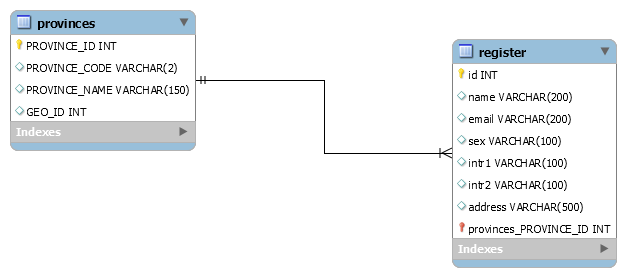 provinces
PROVINCE_ID INT
PROVINCE_CODE VARCHAR(2)
PROVINCE_NAME VARCHAR(150)
GEO_ID INT
Indexes
register
id INT
name VARCHAR(200)
email VARCHAR(200)
sex VARCHAR(100)
intr1 VARCHAR(100)
intr2 VARCHAR(100)
address VARCHAR(500)
provinces_PROVINCE_ID INT
Indexes